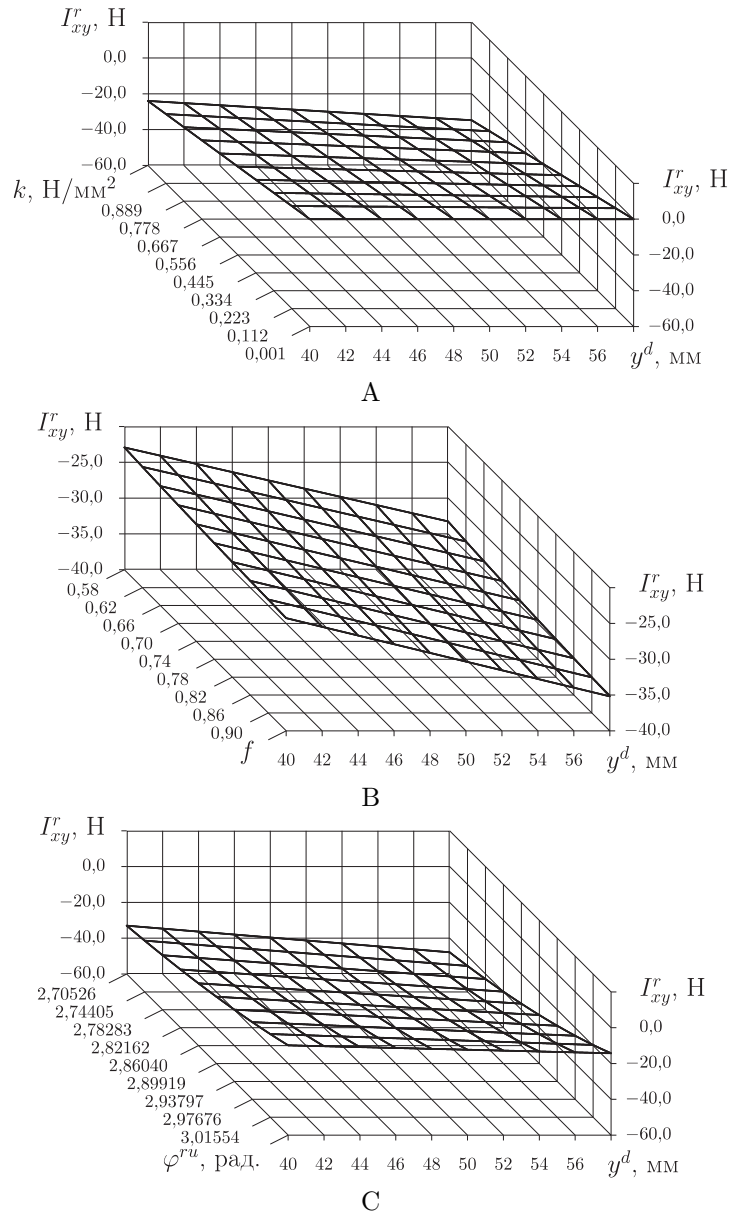 I^r_{xy}, Н
0,0
−20,0
−40,0
−60,0
k, Н/мм²
0,889
0,778
0,667
0,556
0,445
0,334
0,223
0,112
0,001
40 42 44 46 48 50 52 54 56
y^d, мм
I^r_{xy}, Н
0,0
−20,0
−40,0
−60,0
A
I^r_{xy}, Н
−25,0
−30,0
−35,0
−40,0
0,58
0,62
0,66
0,70
0,74
0,78
0,82
0,86
0,90
f
40 42 44 46 48 50 52 54 56
y^d, мм
I^r_{xy}, Н
−25,0
−30,0
−35,0
−40,0
B
I^r_{xy}, Н
0,0
−20,0
−40,0
−60,0
2,70526
2,74405
2,78283
2,82162
2,86040
2,89919
2,93797
2,97676
3,01554
φ^{ru}, рад.
40 42 44 46 48 50 52 54 56
y^d, мм
I^r_{xy}, Н
0,0
−20,0
−40,0
−60,0
C